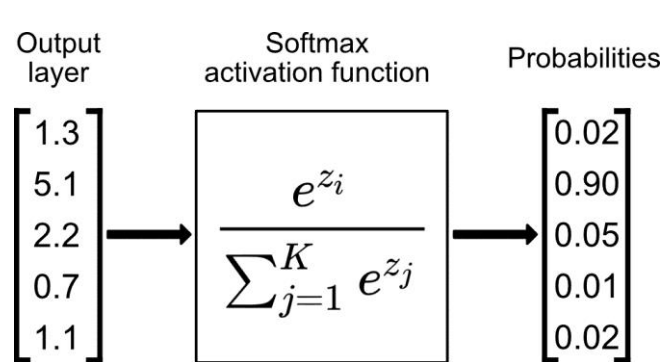 Output
layer
Softmax
activation function
Probabilities
1.3
5.1
2.2
0.7
1.1
e^{z_i}
∑_{j=1}^{K} e^{z_j}
0.02
0.90
0.05
0.01
0.02